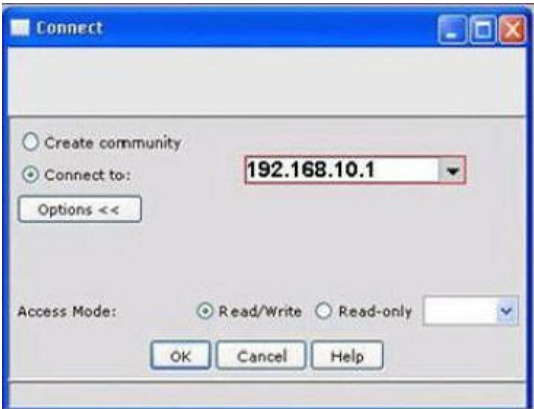 Connect
Create community
Connect to: 192.168.10.1
Options <<
Access Mode: Read/Write Read-only
OK Cancel Help